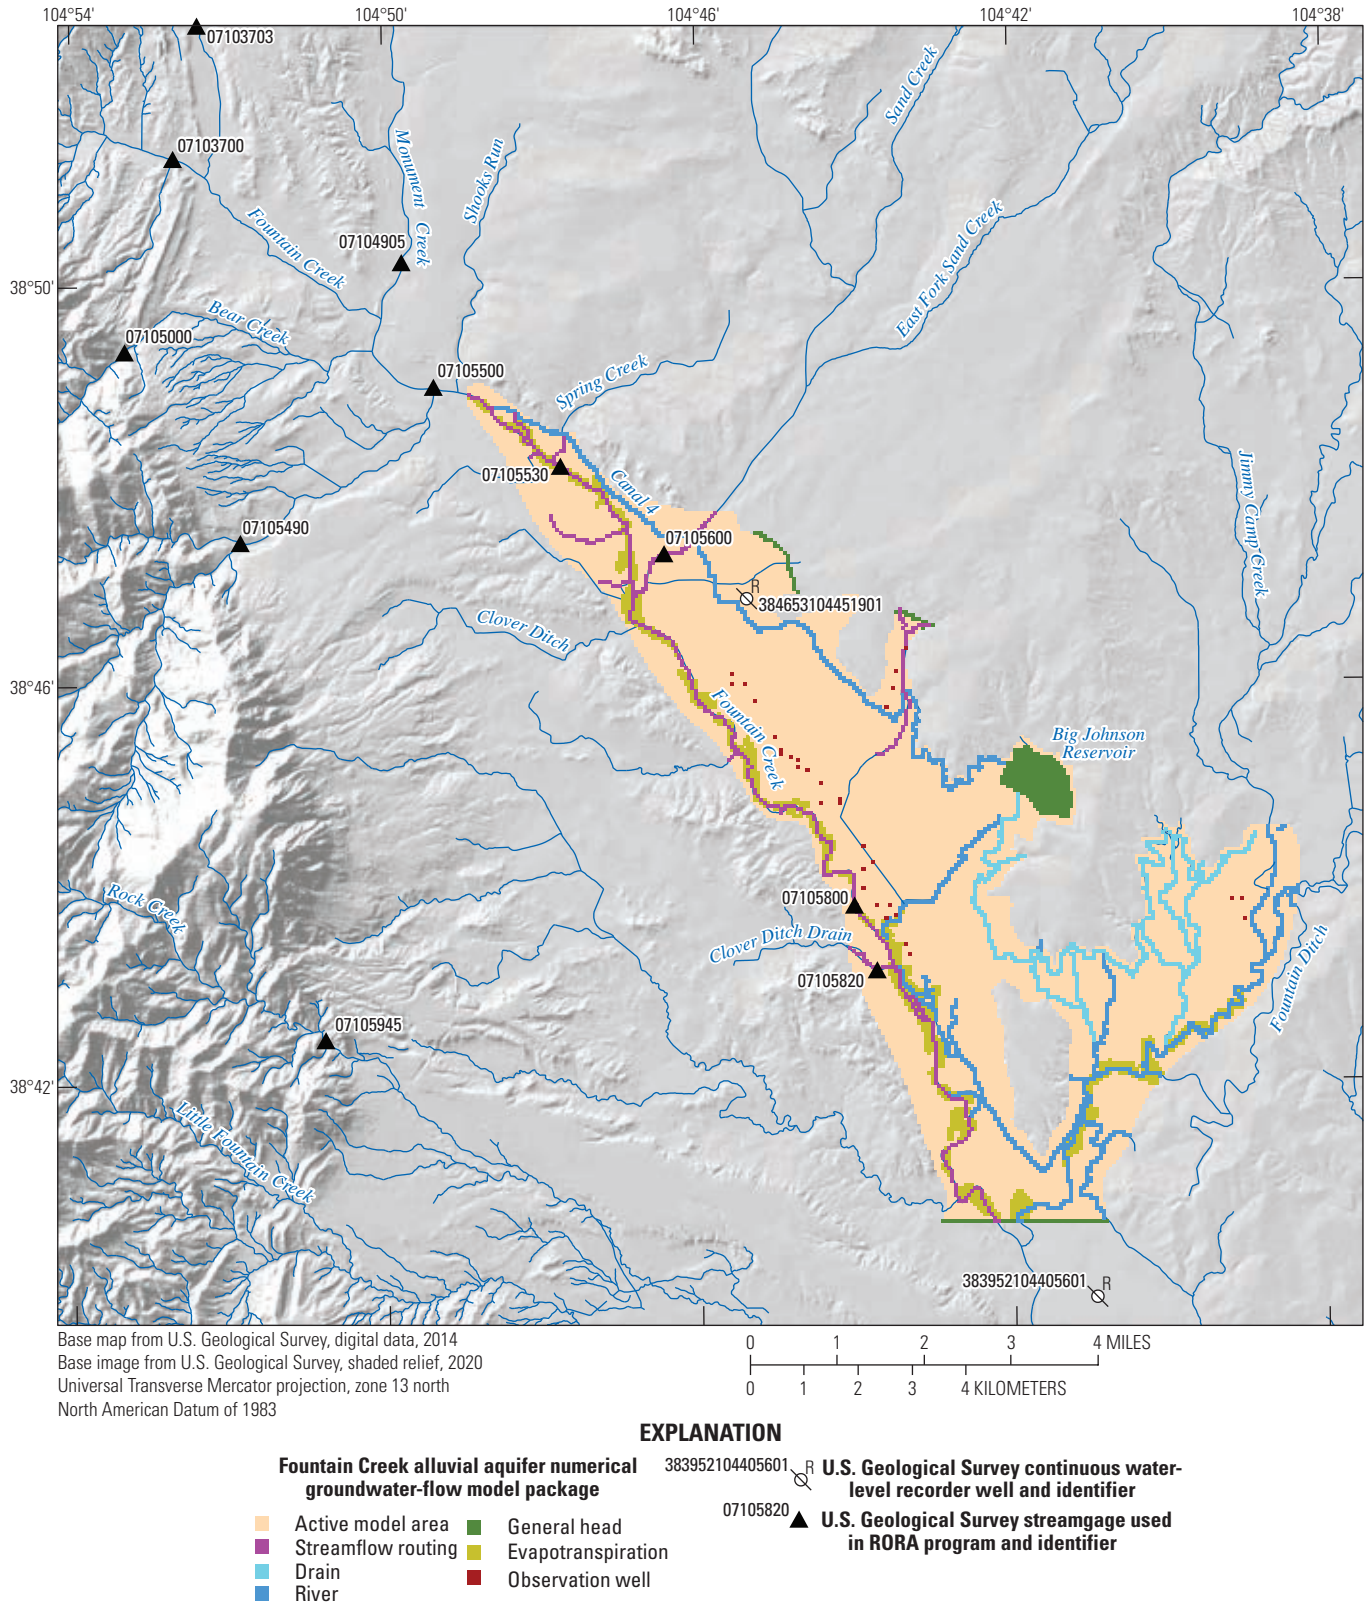 104°54'
104°50'
104°46'
104°42'
104°38'
07103703
07103700
Monument Creek
Shooks Run
Sand Creek
Fountain Creek
07104905
East Fork Sand Creek
38°50'
Bear Creek
07105000
07105500
Spring Creek
07105530
Canal 4
Jimmy Camp Creek
07105490
07105600
R
384653104451901
Clover Ditch
38°46'
Fountain Creek
Big Johnson
Reservoir
Rock Creek
07105800
Clover Ditch Drain
07105820
Fountain Ditch
07105945
38°42'
Little Fountain Creek
383952104405601
R
Base map from U.S. Geological Survey, digital data, 2014
Base image from U.S. Geological Survey, shaded relief, 2020
Universal Transverse Mercator projection, zone 13 north
North American Datum of 1983
0 1 2 3 4 MILES
0 1 2 3 4 KILOMETERS
EXPLANATION
Fountain Creek alluvial aquifer numerical
groundwater-flow model package
Active model area
Streamflow routing
Drain
River
General head
Evapotranspiration
Observation well
383952104405601 R U.S. Geological Survey continuous water-
level recorder well and identifier
07105820 U.S. Geological Survey streamgage used
in RORA program and identifier